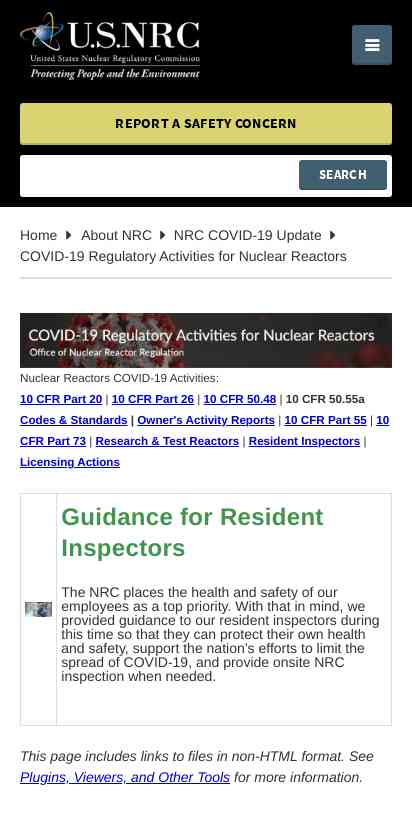 U.S.NRC
United States Nuclear Regulatory Commission
Protecting People and the Environment
REPORT A SAFETY CONCERN
SEARCH
Home About NRC NRC COVID-19 Update
COVID-19 Regulatory Activities for Nuclear Reactors
COVID-19 Regulatory Activities for Nuclear Reactors
Office of Nuclear Reactor Regulation
Nuclear Reactors COVID-19 Activities:
10 CFR Part 20 | 10 CFR Part 26 | 10 CFR 50.48 | 10 CFR 50.55a
Codes & Standards | Owner's Activity Reports | 10 CFR Part 55 | 10
CFR Part 73 | Research & Test Reactors | Resident Inspectors |
Licensing Actions
Guidance for Resident
Inspectors
The NRC places the health and safety of our
employees as a top priority. With that in mind, we
provided guidance to our resident inspectors during
this time so that they can protect their own health
and safety, support the nation's efforts to limit the
spread of COVID-19, and provide onsite NRC
inspection when needed.
This page includes links to files in non-HTML format. See
Plugins, Viewers, and Other Tools for more information.